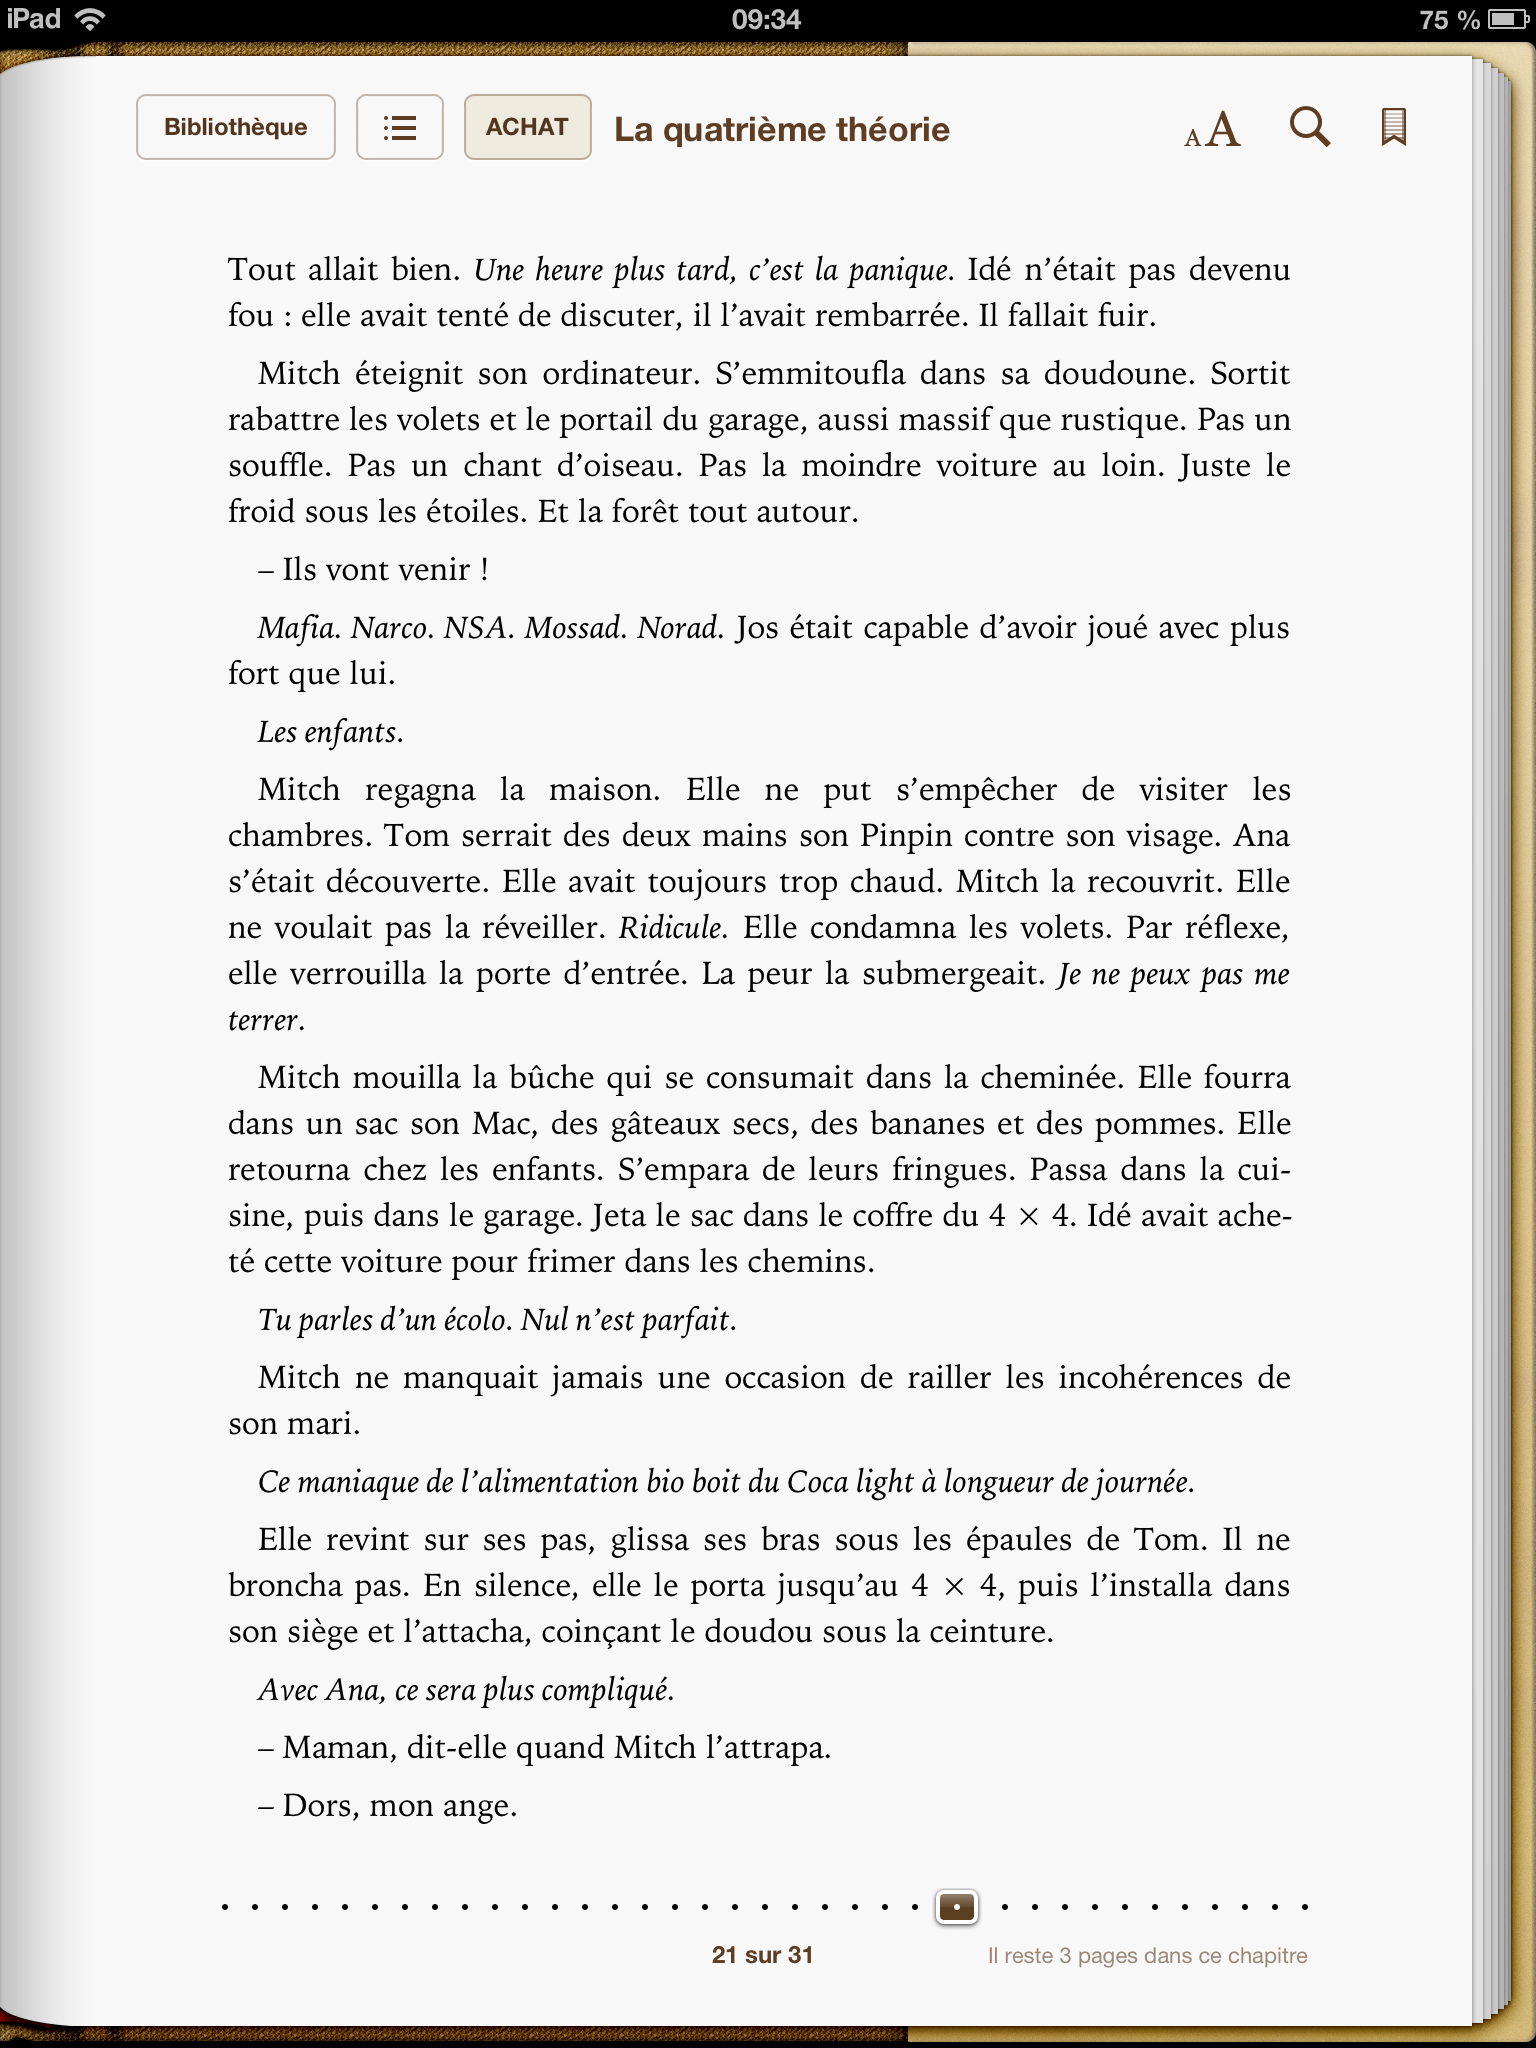 iPad 09:34 75 %
Bibliothèque ACHAT La quatrième théorie AA
Tout allait bien. Une heure plus tard, c’est la panique. Idé n’était pas devenu
fou : elle avait tenté de discuter, il l’avait rembarrée. Il fallait fuir.
Mitch éteignit son ordinateur. S’emmitoufla dans sa doudoune. Sortit
rabattre les volets et le portail du garage, aussi massif que rustique. Pas un
souffle. Pas un chant d’oiseau. Pas la moindre voiture au loin. Juste le
froid sous les étoiles. Et la forêt tout autour.
– Ils vont venir !
Mafia. Narco. NSA. Mossad. Norad. Jos était capable d’avoir joué avec plus
fort que lui.
Les enfants.
Mitch regagna la maison. Elle ne put s’empêcher de visiter les
chambres. Tom serrait des deux mains son Pinpin contre son visage. Ana
s’était découverte. Elle avait toujours trop chaud. Mitch la recouvrit. Elle
ne voulait pas la réveiller. Ridicule. Elle condamna les volets. Par réflexe,
elle verrouilla la porte d’entrée. La peur la submergeait. Je ne peux pas me
terrer.
Mitch mouilla la bûche qui se consumait dans la cheminée. Elle fourra
dans un sac son Mac, des gâteaux secs, des bananes et des pommes. Elle
retourna chez les enfants. S’empara de leurs fringues. Passa dans la cui-
sine, puis dans le garage. Jeta le sac dans le coffre du 4 × 4. Idé avait ache-
té cette voiture pour frimer dans les chemins.
Tu parles d’un écolo. Nul n’est parfait.
Mitch ne manquait jamais une occasion de railler les incohérences de
son mari.
Ce maniaque de l’alimentation bio boit du Coca light à longueur de journée.
Elle revint sur ses pas, glissa ses bras sous les épaules de Tom. Il ne
broncha pas. En silence, elle le porta jusqu’au 4 × 4, puis l’installa dans
son siège et l’attacha, coinçant le doudou sous la ceinture.
Avec Ana, ce sera plus compliqué.
– Maman, dit-elle quand Mitch l’attrapa.
– Dors, mon ange.
21 sur 31 Il reste 3 pages dans ce chapitre